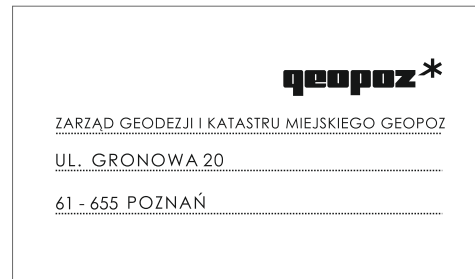 geopoz*
ZARZĄD GEODEZJI I KATASTRU MIEJSKIEGO GEOPOZ
UL. GRONOWA 20
61 - 655 POZNAŃ